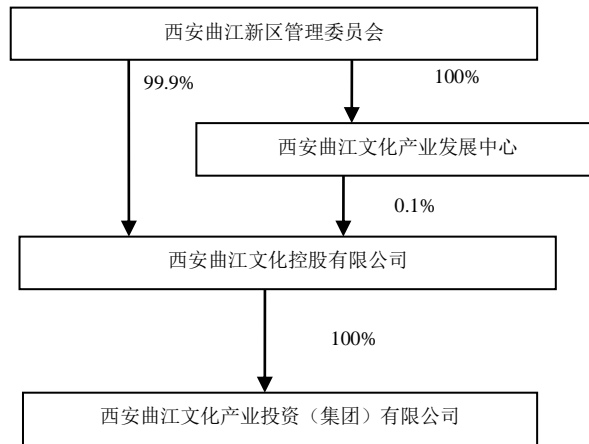 西安曲江新区管理委员会
99.9%
100%
西安曲江文化产业发展中心
0.1%
西安曲江文化控股有限公司
100%
西安曲江文化产业投资（集团）有限公司